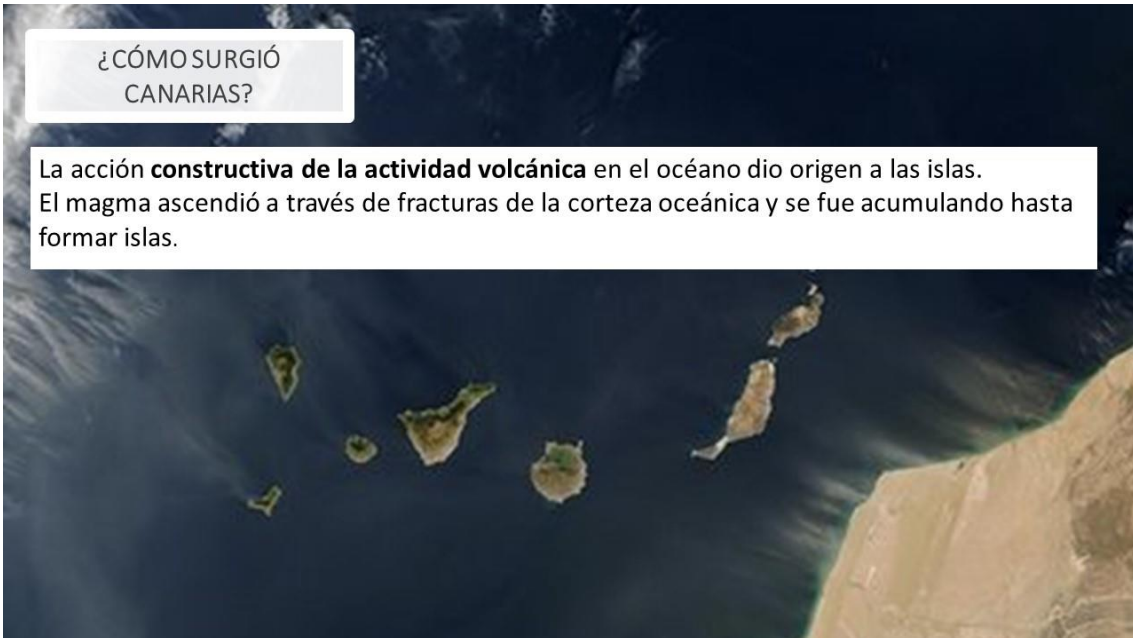 ¿CÓMO SURGIÓ
CANARIAS?
La acción constructiva de la actividad volcánica en el océano dio origen a las islas.
El magma ascendió a través de fracturas de la corteza oceánica y se fue acumulando hasta
formar islas.